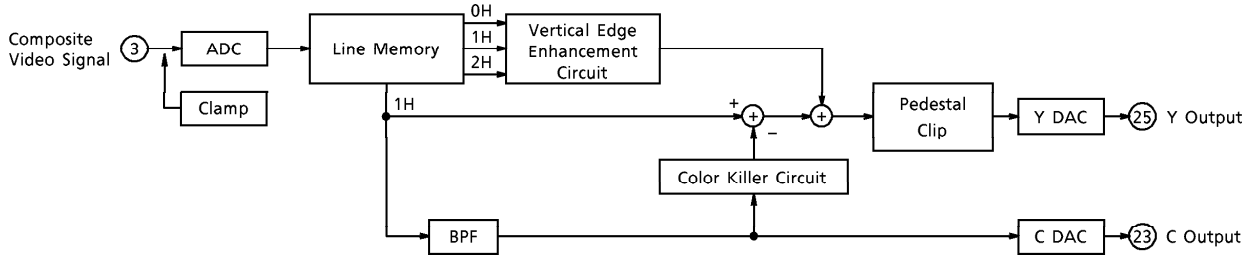 Composite
Video Signal
3
ADC
Clamp
Line Memory
0H
1H
2H
Vertical Edge
Enhancement
Circuit
1H
+
+
−
+
Pedestal
Clip
Y DAC
25
Y Output
Color Killer Circuit
BPF
C DAC
23
C Output